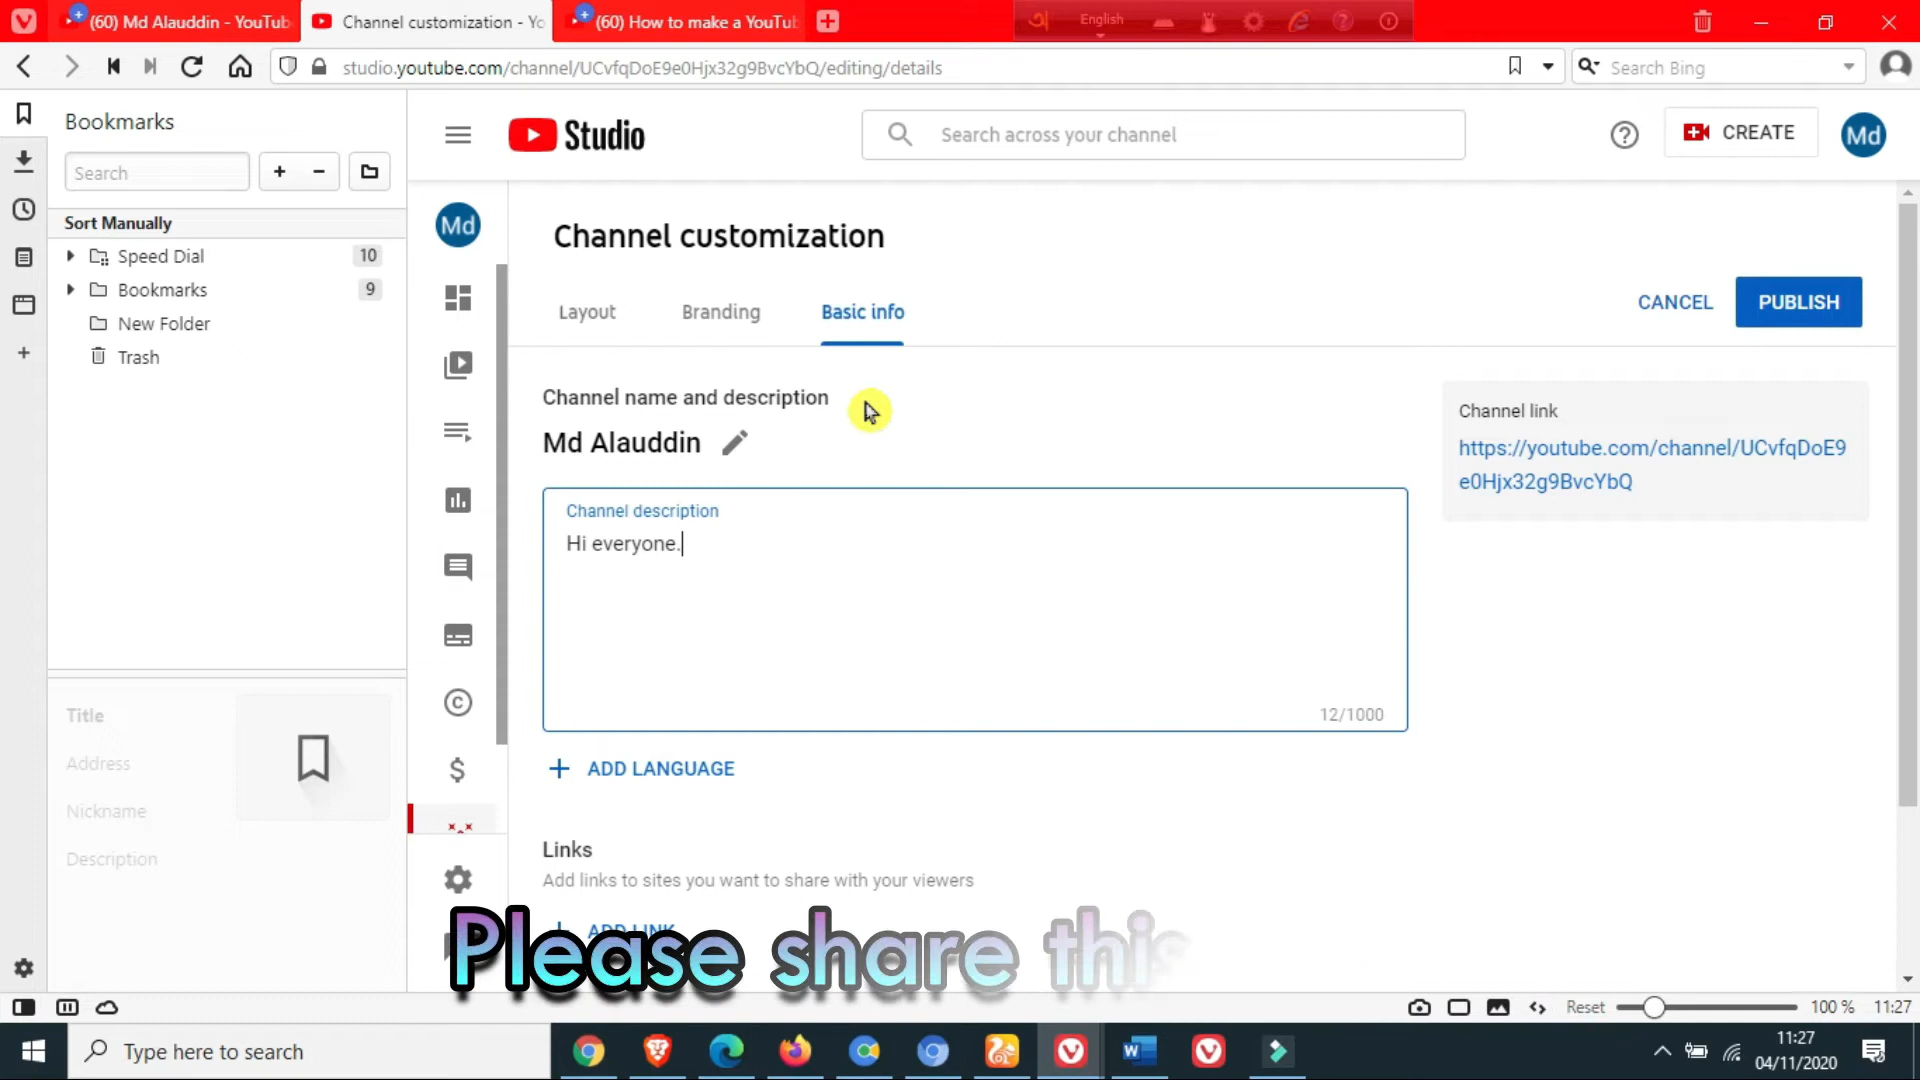 (60) Md Alauddin - YouTub
Channel customization - Yo
(60) How to make a YouTub
English
studio.youtube.com/channel/UCvfqDoE9e0Hjx32g9BvcYbQ/editing/details
Search Bing
Bookmarks
Search
Sort Manually
Speed Dial 10
Bookmarks 9
New Folder
Trash
Title
Address
Nickname
Description
Studio
Search across your channel
CREATE
Md
Md
Channel customization
Layout
Branding
Basic info
CANCEL
PUBLISH
Channel name and description
Md Alauddin
Channel description
Hi everyone.
12/1000
ADD LANGUAGE
Links
Add links to sites you want to share with your viewers
ADD LINK
Channel link
https://youtube.com/channel/UCvfqDoE9
e0Hjx32g9BvcYbQ
Please share this
Reset
100 %
11:27
Type here to search
11:27
04/11/2020